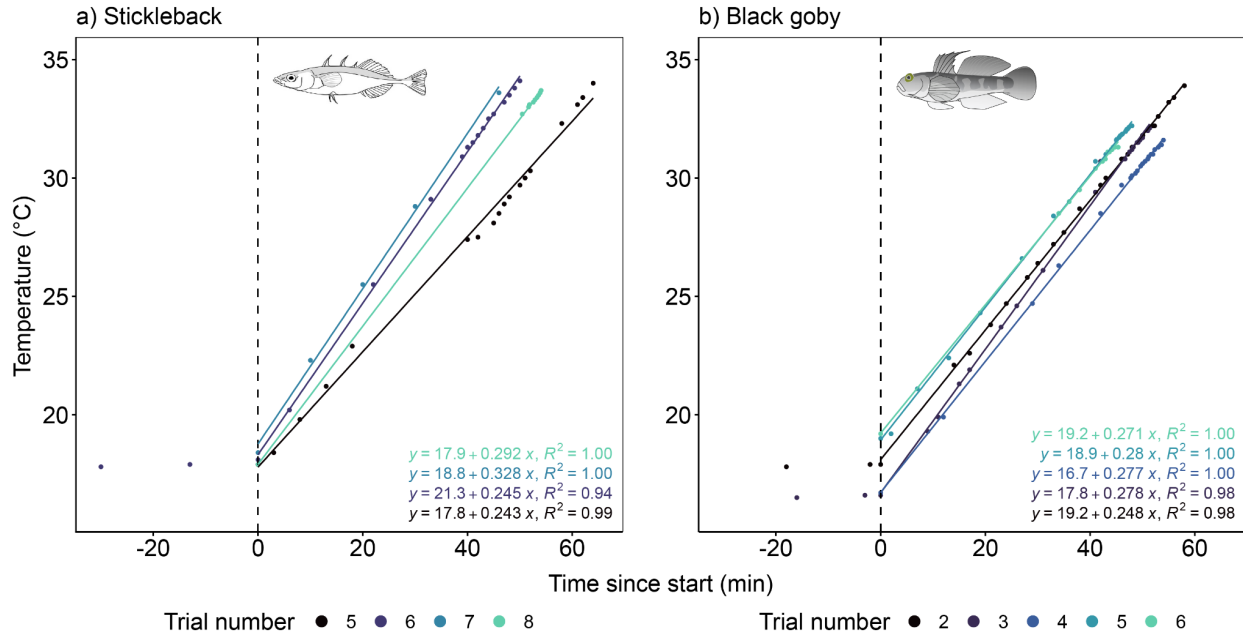 a) Stickleback
b) Black goby
Temperature (°C)
35
30
25
20
y = 17.9 + 0.292 x, R² = 1.00
y = 18.8 + 0.328 x, R² = 1.00
y = 21.3 + 0.245 x, R² = 0.94
y = 17.8 + 0.243 x, R² = 0.99
-20 0 20 40 60
35
30
25
20
y = 19.2 + 0.271 x, R² = 1.00
y = 18.9 + 0.28 x, R² = 1.00
y = 16.7 + 0.277 x, R² = 1.00
y = 17.8 + 0.278 x, R² = 0.98
y = 19.2 + 0.248 x, R² = 0.98
-20 0 20 40 60
Time since start (min)
Trial number 5 6 7 8
Trial number 2 3 4 5 6